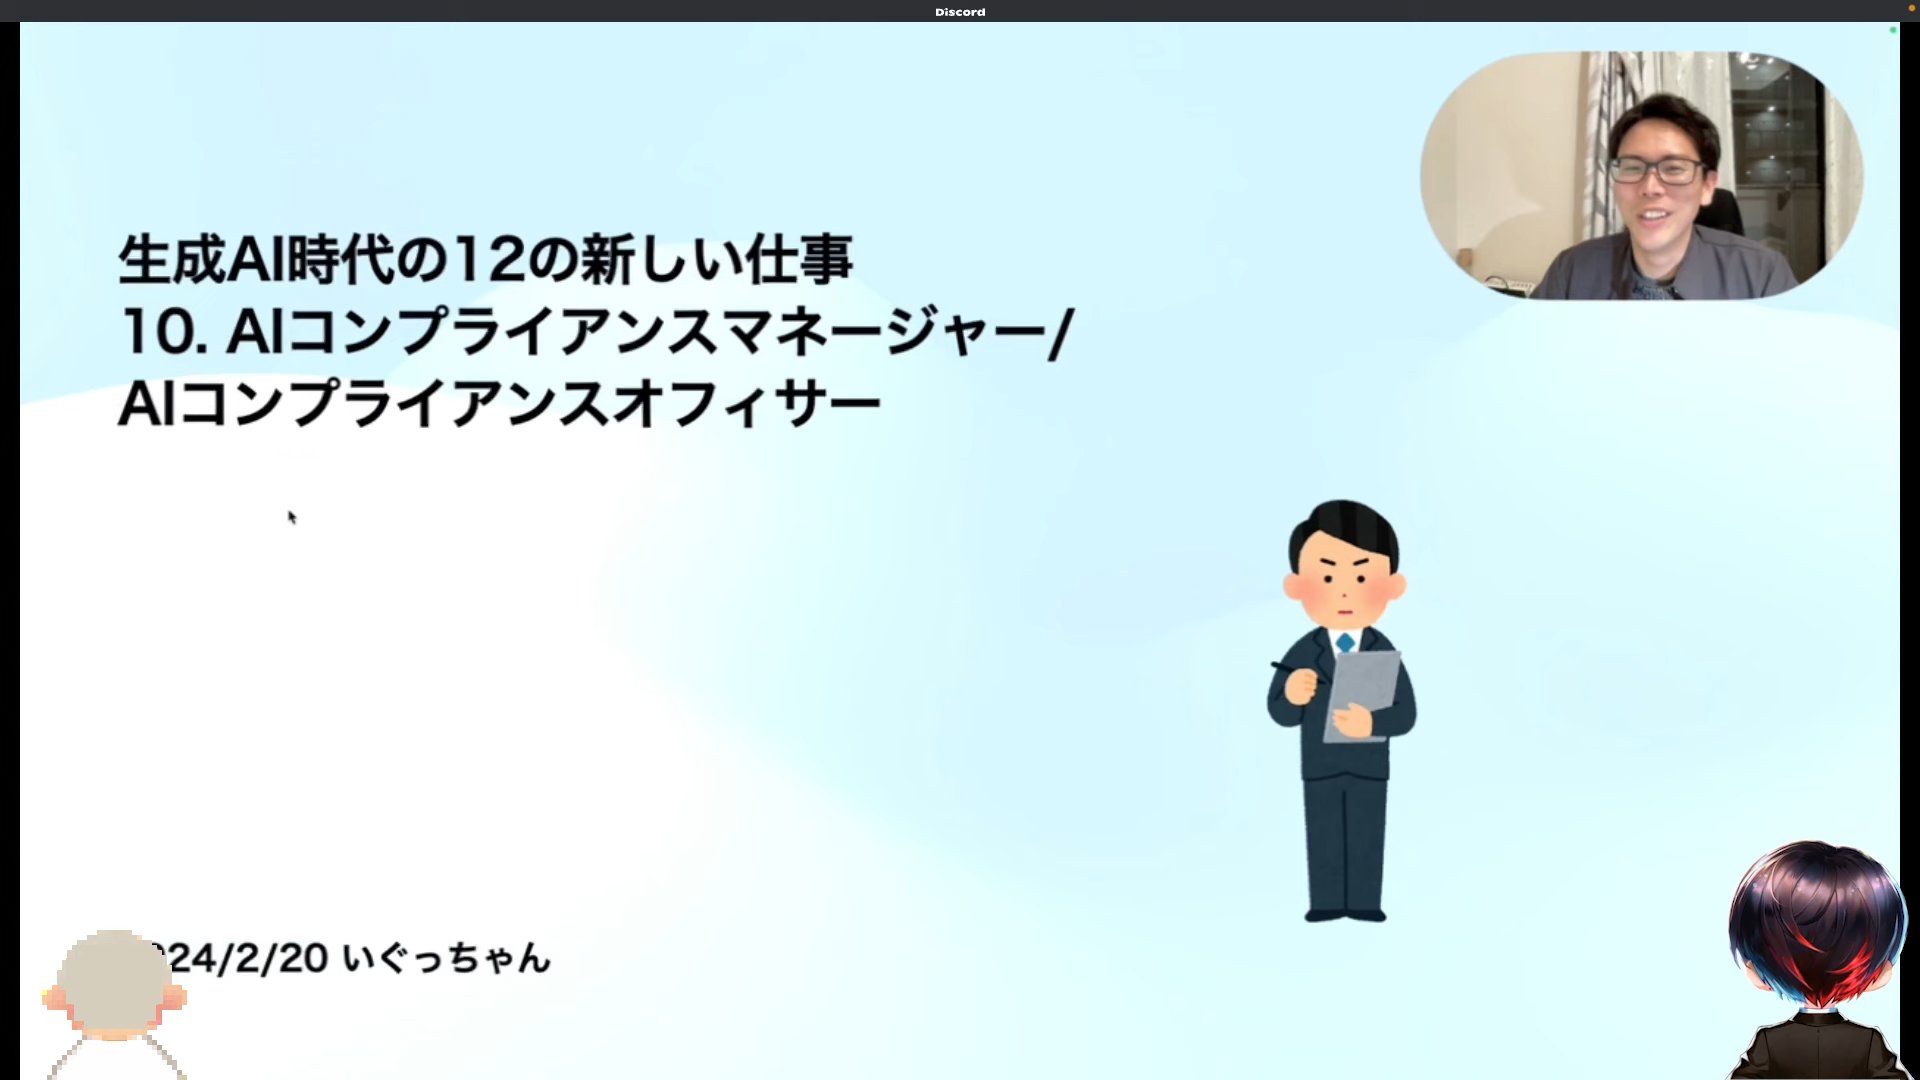 Discord
生成AI時代の12の新しい仕事
10. AIコンプライアンスマネージャー/
AIコンプライアンスオフィサー
24/2/20 いぐっちゃん